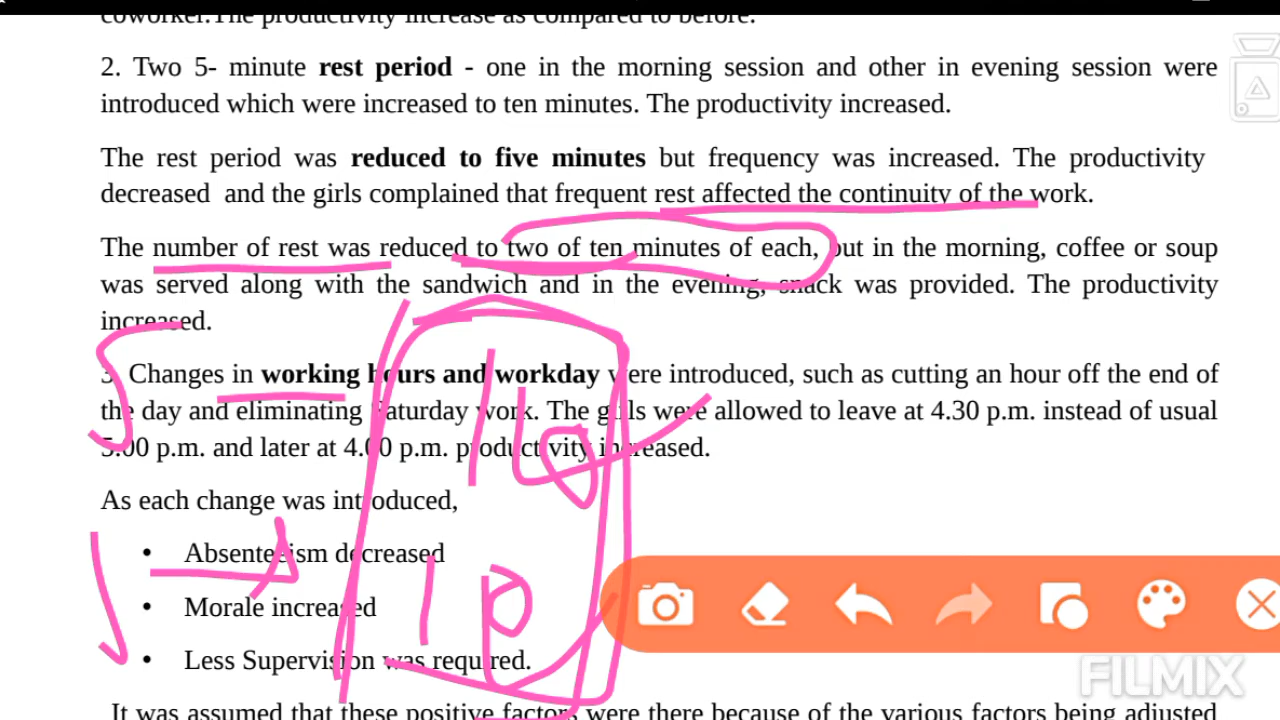 coworker.The productivity increase as compared to before.
2. Two 5- minute rest period - one in the morning session and other in evening session were
introduced which were increased to ten minutes. The productivity increased.
The rest period was reduced to five minutes but frequency was increased. The productivity
decreased and the girls complained that frequent rest affected the continuity of the work.
The number of rest was reduced to two of ten minutes of each, but in the morning, coffee or soup
was served along with the sandwich and in the evening, snack was provided. The productivity
increased.
3. Changes in working hours and workday were introduced, such as cutting an hour off the end of
the day and eliminating Saturday work. The girls were allowed to leave at 4.30 p.m. instead of usual
5.00 p.m. and later at 4.00 p.m. productivity increased.
As each change was introduced,
• Absenteeism decreased
• Morale increased
• Less Supervision was required.
It was assumed that these positive factors were there because of the various factors being adjusted
FILMIX